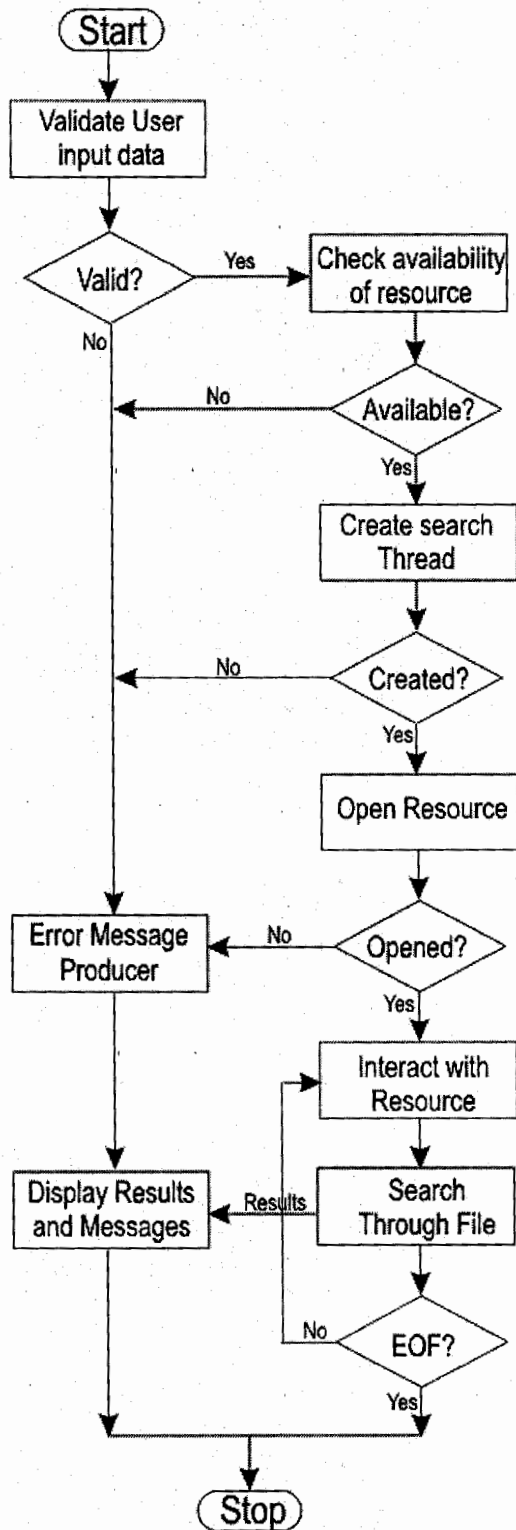 Start
Validate User
input data
Valid?
Yes
Check availability
of resource
No
No
Available?
Yes
Create search
Thread
No
Created?
Yes
Open Resource
Error Message
Producer
No
Opened?
Yes
Interact with
Resource
Display Results
and Messages
Results
Search
Through File
No
EOF?
Yes
Stop